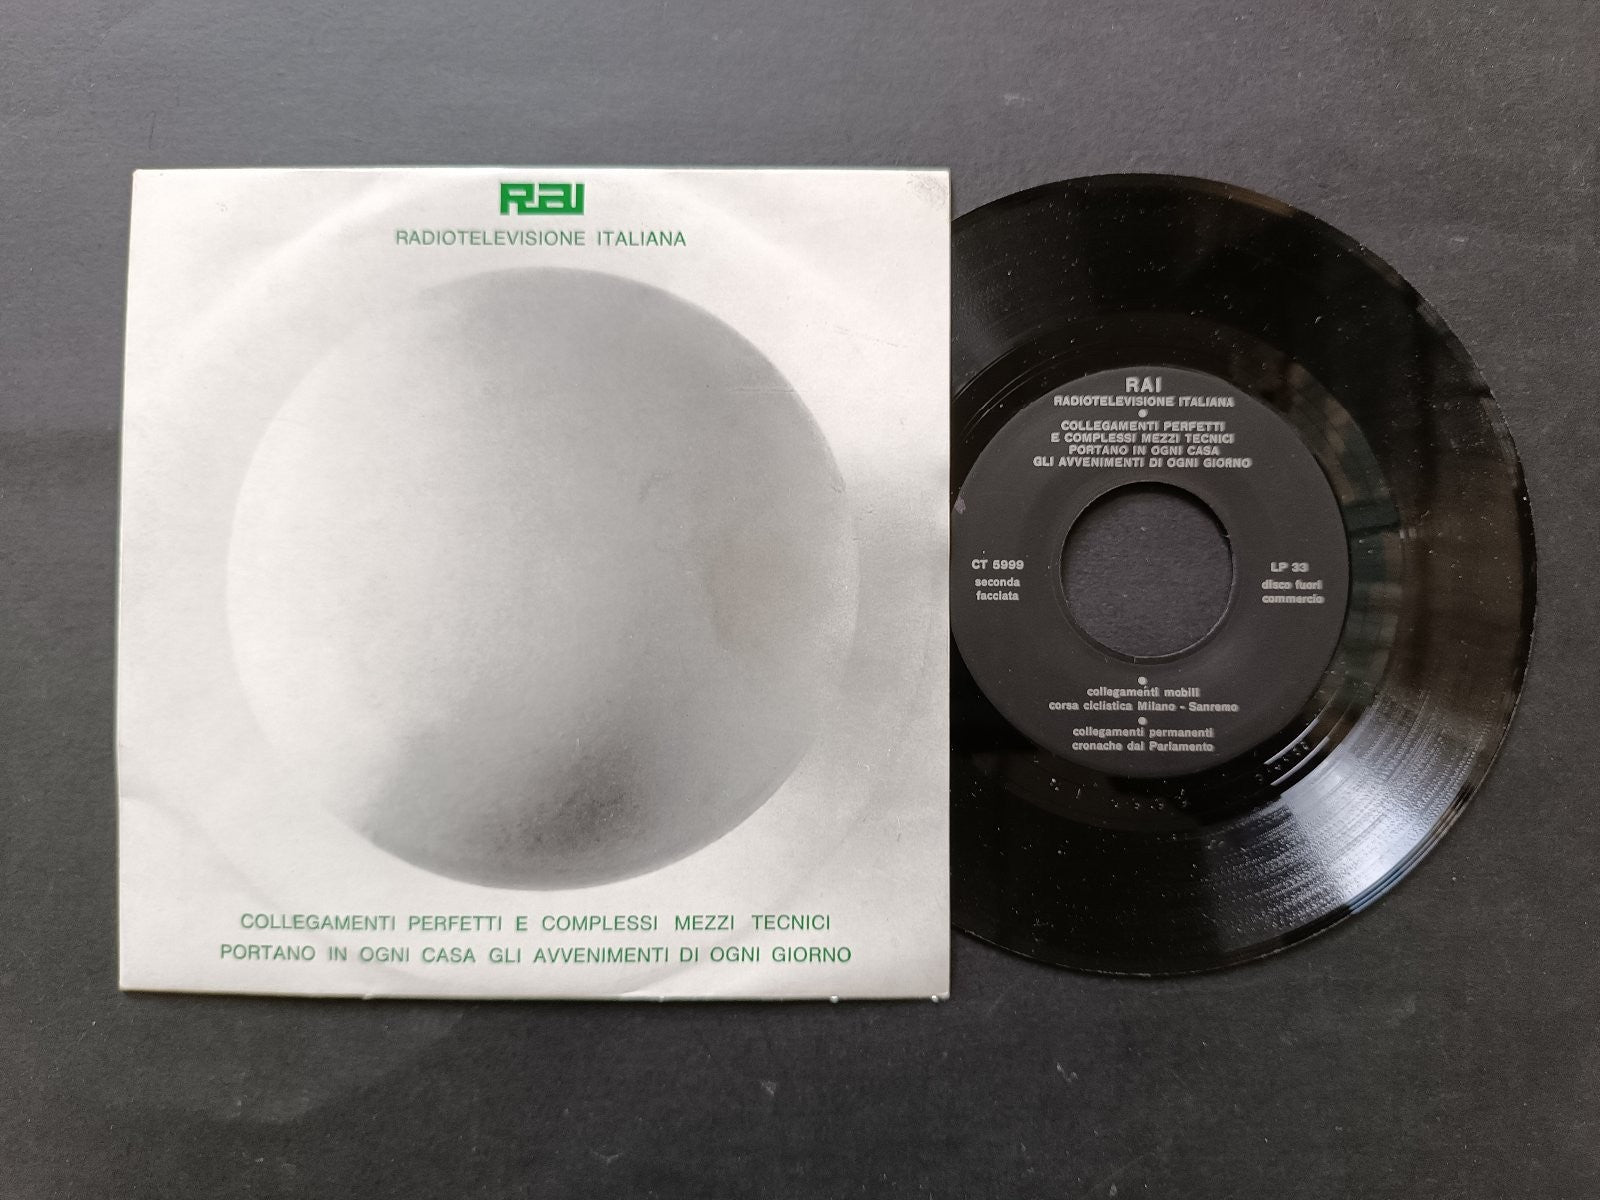 RAI
RADIOTELEVISIONE ITALIANA
COLLEGAMENTI PERFETTI E COMPLESSI MEZZI TECNICI
PORTANO IN OGNI CASA GLI AVVENIMENTI DI OGNI GIORNO
RAI
RADIOTELEVISIONE ITALIANA
COLLEGAMENTI PERFETTI
E COMPLESSI MEZZI TECNICI
PORTANO IN OGNI CASA
GLI AVVENIMENTI DI OGNI GIORNO
CT 5999
seconda
facciata
LP 33
disco fuori
commercio
collegamenti mobili
corsa ciclistica Milano - Sanremo
collegamenti permanenti
cronache dal Parlamento